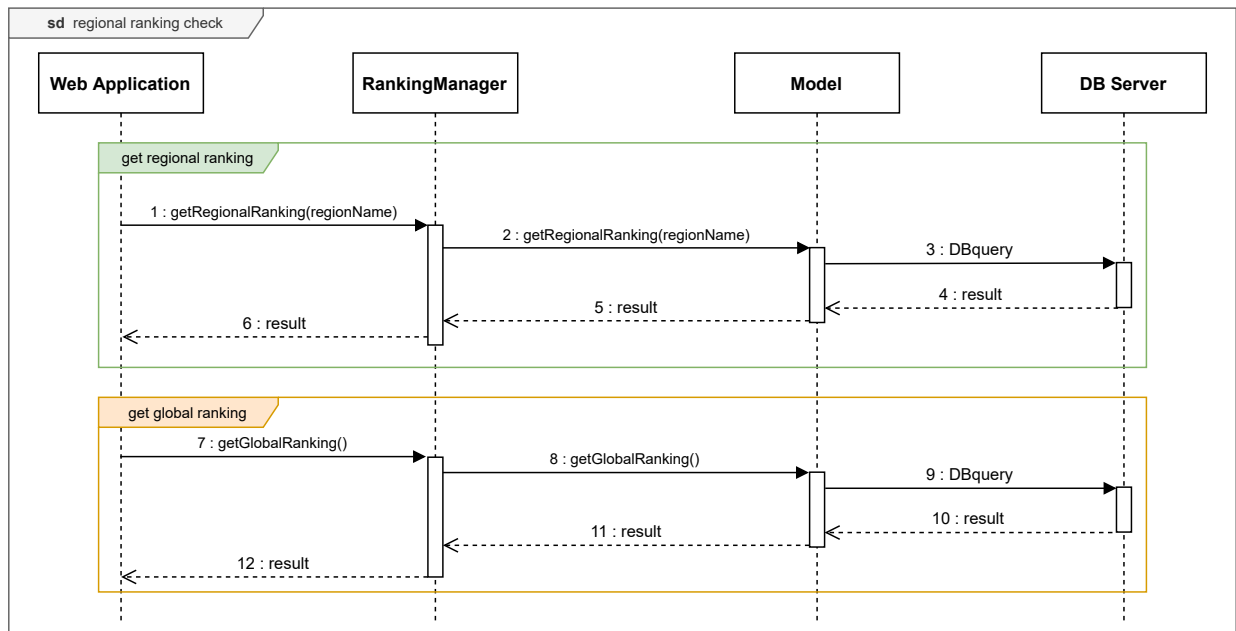 sd regional ranking check
Web Application
RankingManager
Model
DB Server
get regional ranking
1 : getRegionalRanking(regionName)
2 : getRegionalRanking(regionName)
3 : DBquery
4 : result
5 : result
6 : result
get global ranking
7 : getGlobalRanking()
8 : getGlobalRanking()
9 : DBquery
10 : result
11 : result
12 : result